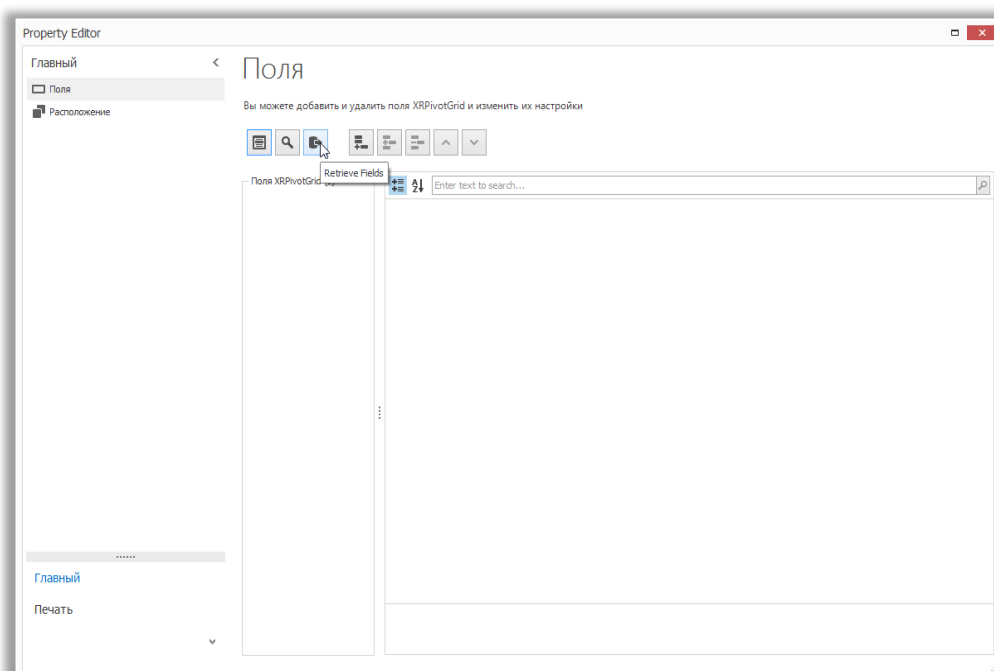 Property Editor
Главный
Поля
Расположение
Поля
Вы можете добавить и удалить поля XRPivotGrid и изменить их настройки
Retrieve Fields
Поля XRPivotGrid
Enter text to search...
Главный
Печать